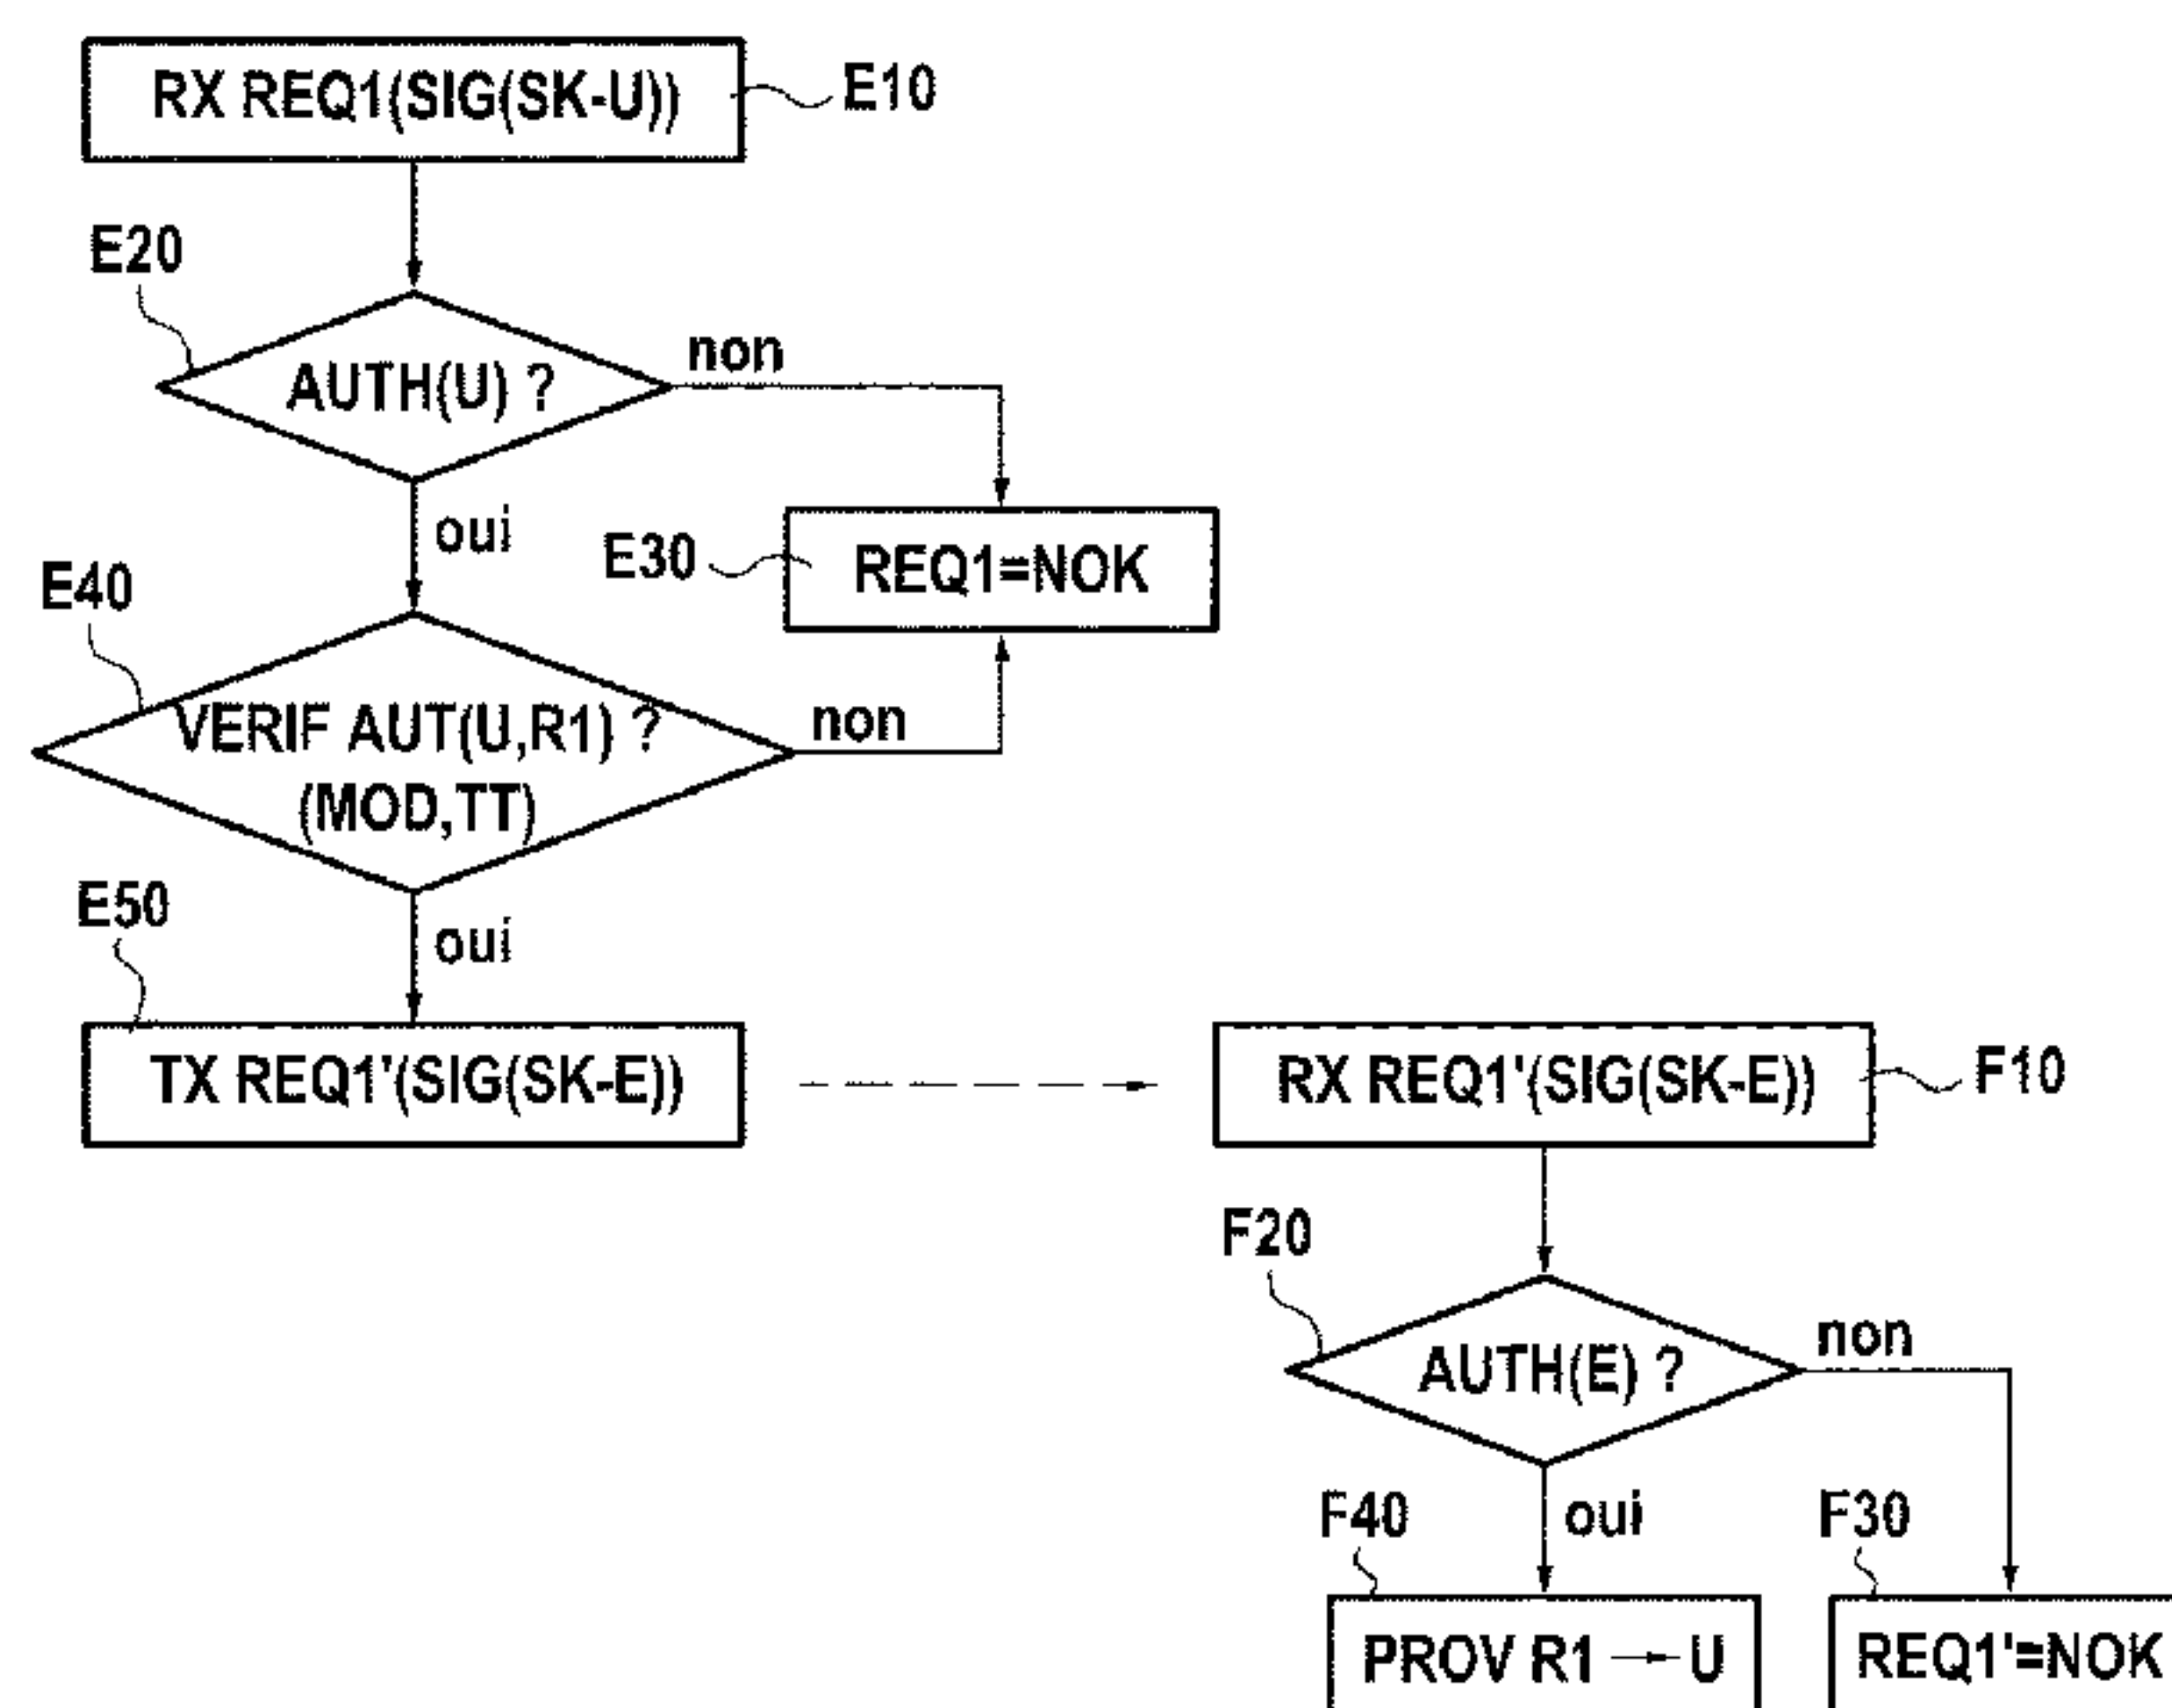 RX REQ1(SIG(SK-U))
E10
E20
AUTH(U) ?
non
oui
E30
REQ1=NOK
E40
VERIF AUT(U,R1) ?
(MOD,TT)
non
E50
oui
TX REQ1'(SIG(SK-E))
RX REQ1'(SIG(SK-E))
F10
F20
AUTH(E) ?
non
F40
oui
F30
PROV R1 → U
REQ1'=NOK